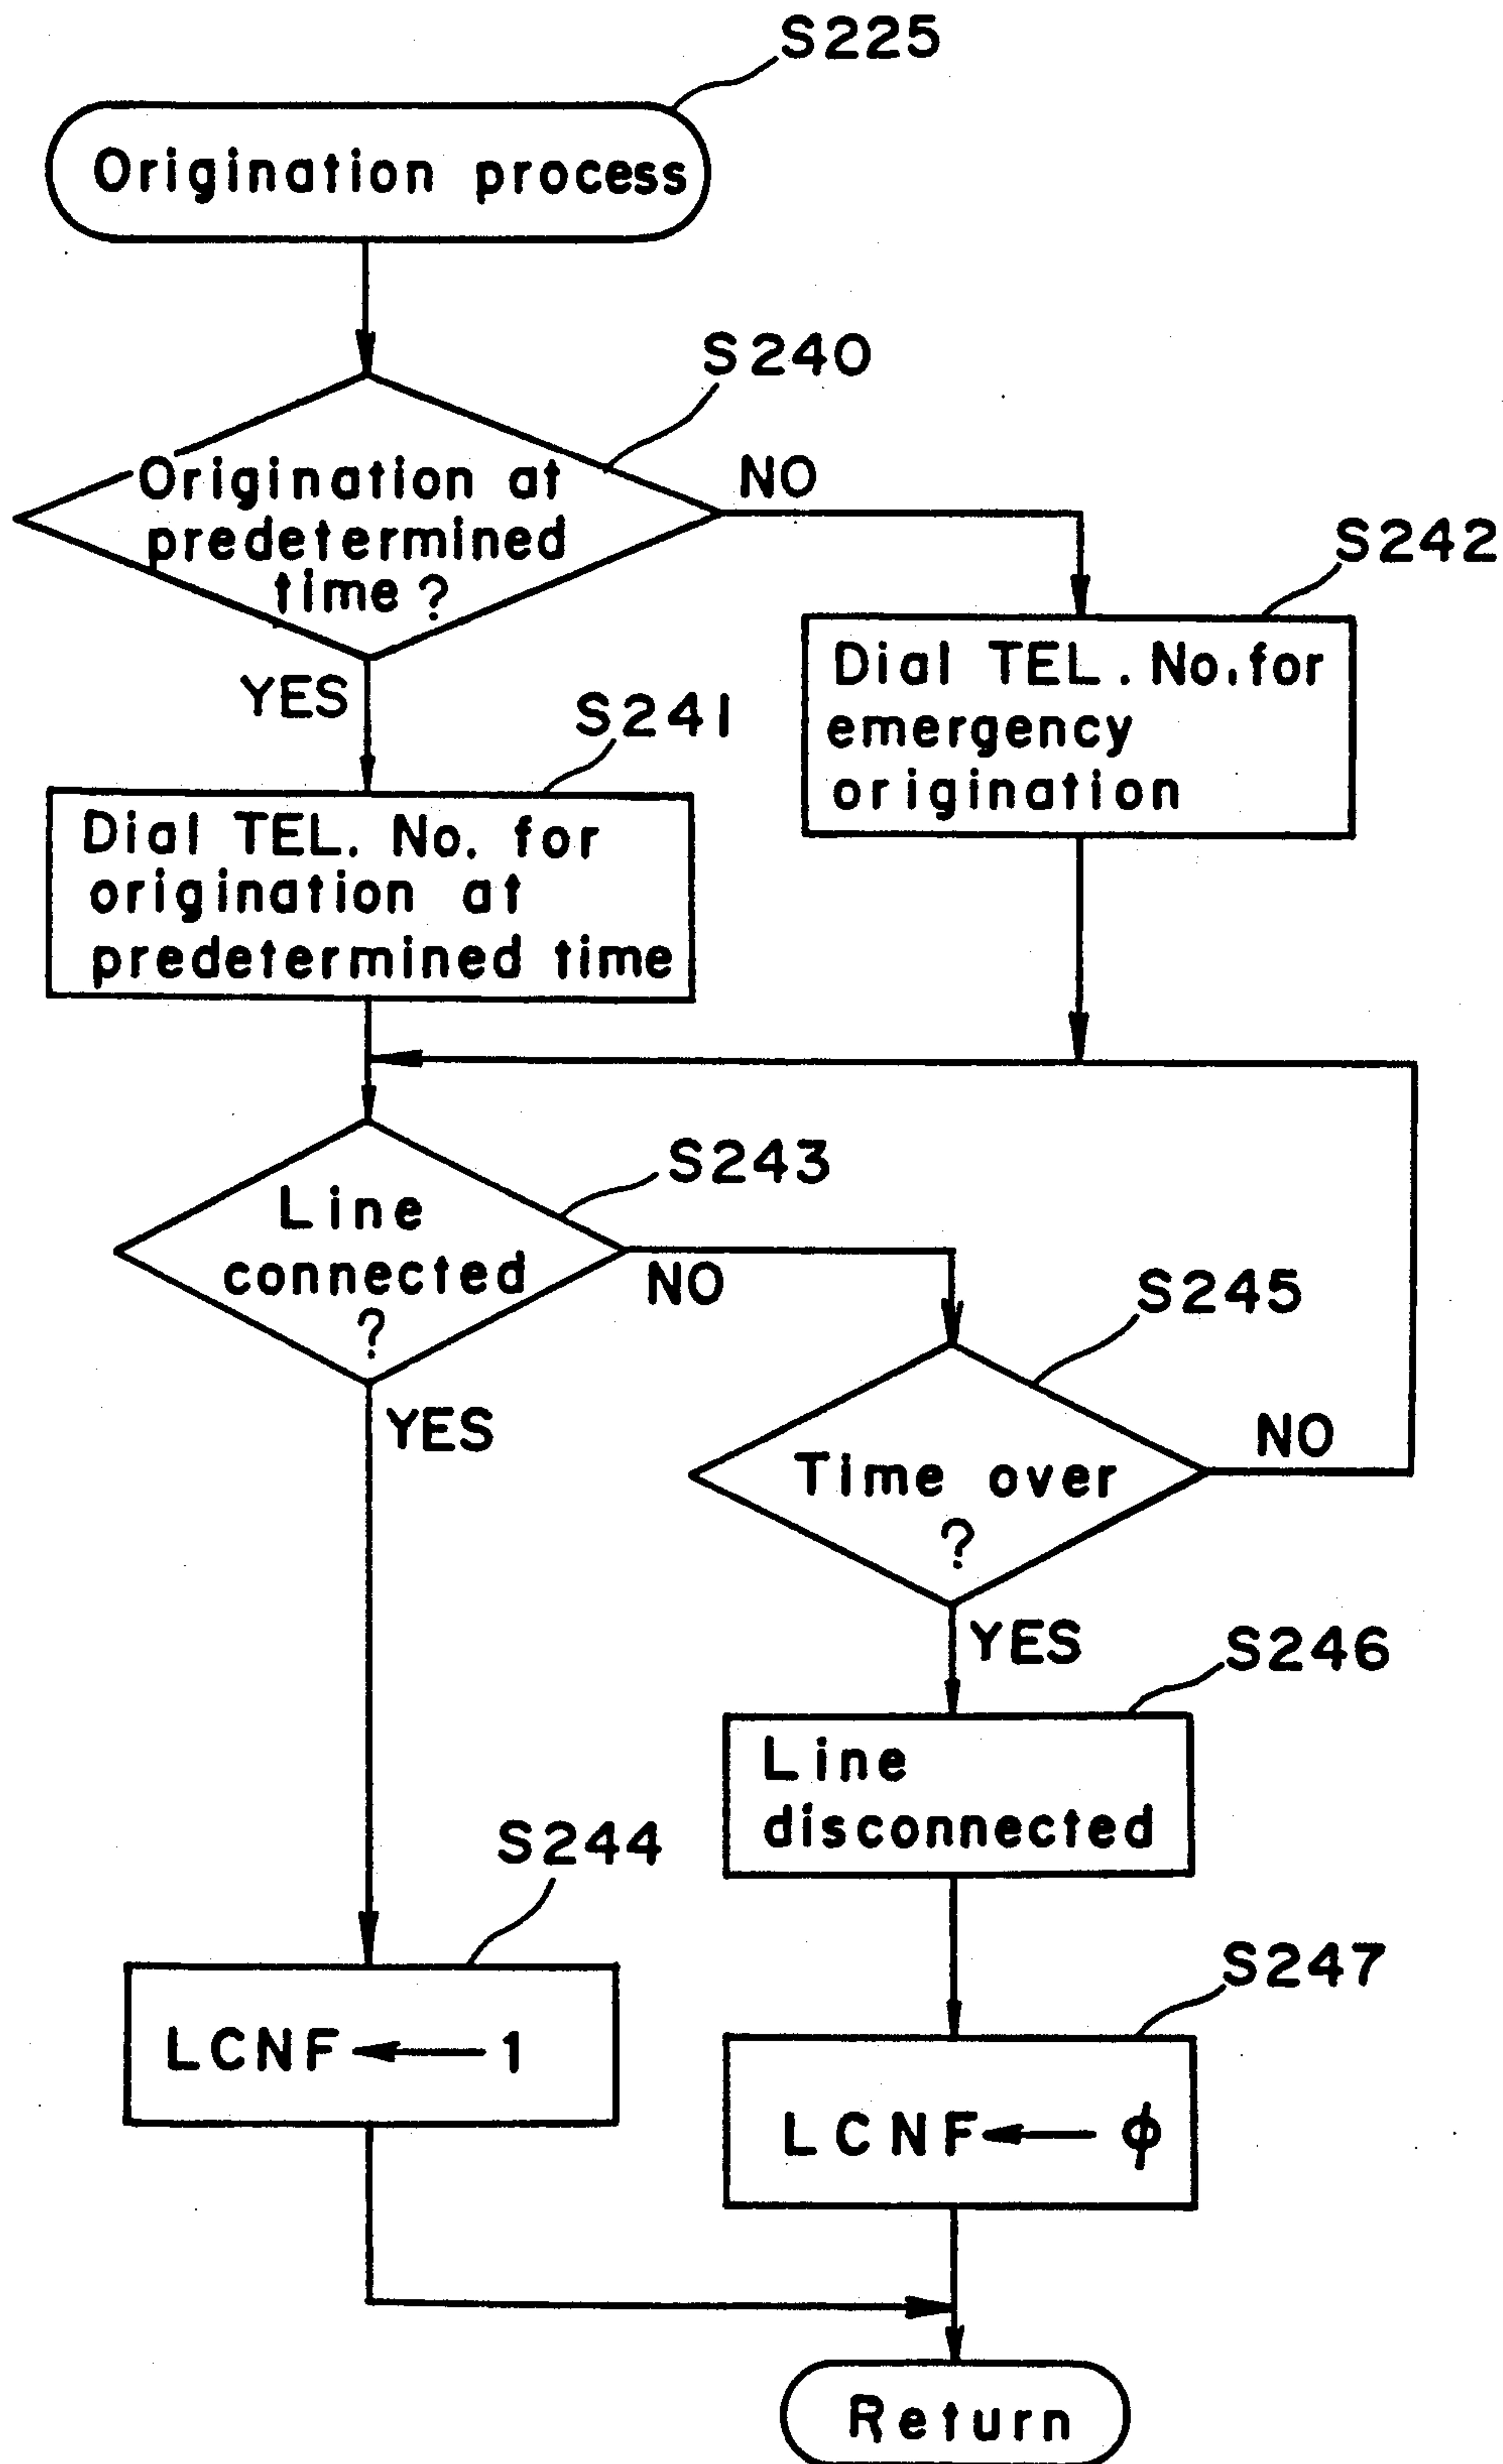 S225
Origination process
S240
Origination at
predetermined
time ?
NO
S242
Dial TEL. No. for
emergency
origination
YES
S241
Dial TEL. No. for
origination at
predetermined time
S243
Line
connected
?
NO
S245
YES
Time over
?
NO
YES
S246
Line
disconnected
S244
LCNF ← 1
S247
LCNF ← ϕ
Return